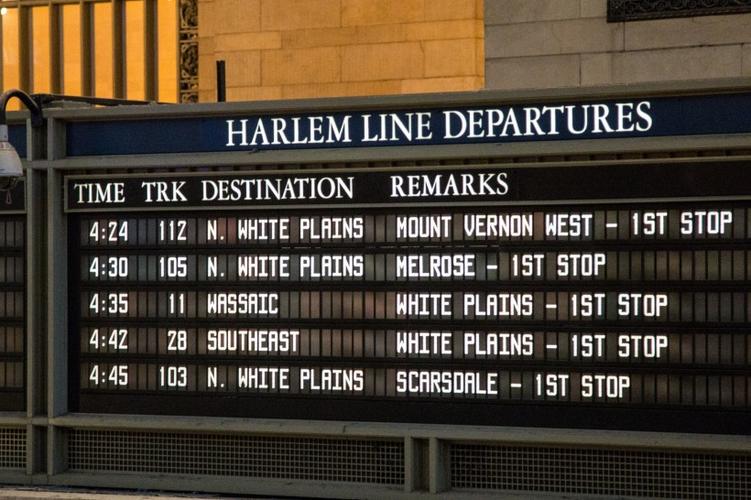 HARLEM LINE DEPARTURES
TIME TRK DESTINATION REMARKS
4:24 112 N. WHITE PLAINS MOUNT VERNON WEST - 1ST STOP
4:30 105 N. WHITE PLAINS MELROSE - 1ST STOP
4:35 11 WASSAIC WHITE PLAINS - 1ST STOP
4:42 28 SOUTHEAST WHITE PLAINS - 1ST STOP
4:45 103 N. WHITE PLAINS SCARSDALE - 1ST STOP